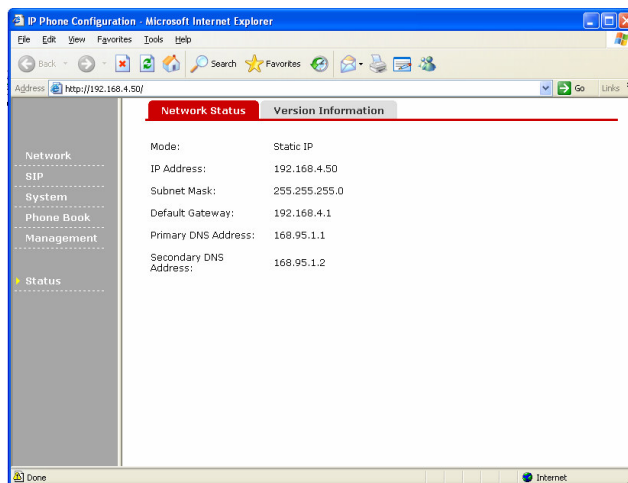 IP Phone Configuration - Microsoft Internet Explorer
File Edit View Favorites Tools Help
Back Search Favorites
Address http://192.168.4.50/ Go Links
Network Status Version Information
Network
SIP
System
Phone Book
Management
Status
Mode: Static IP
IP Address: 192.168.4.50
Subnet Mask: 255.255.255.0
Default Gateway: 192.168.4.1
Primary DNS Address: 168.95.1.1
Secondary DNS
Address: 168.95.1.2
Done Internet